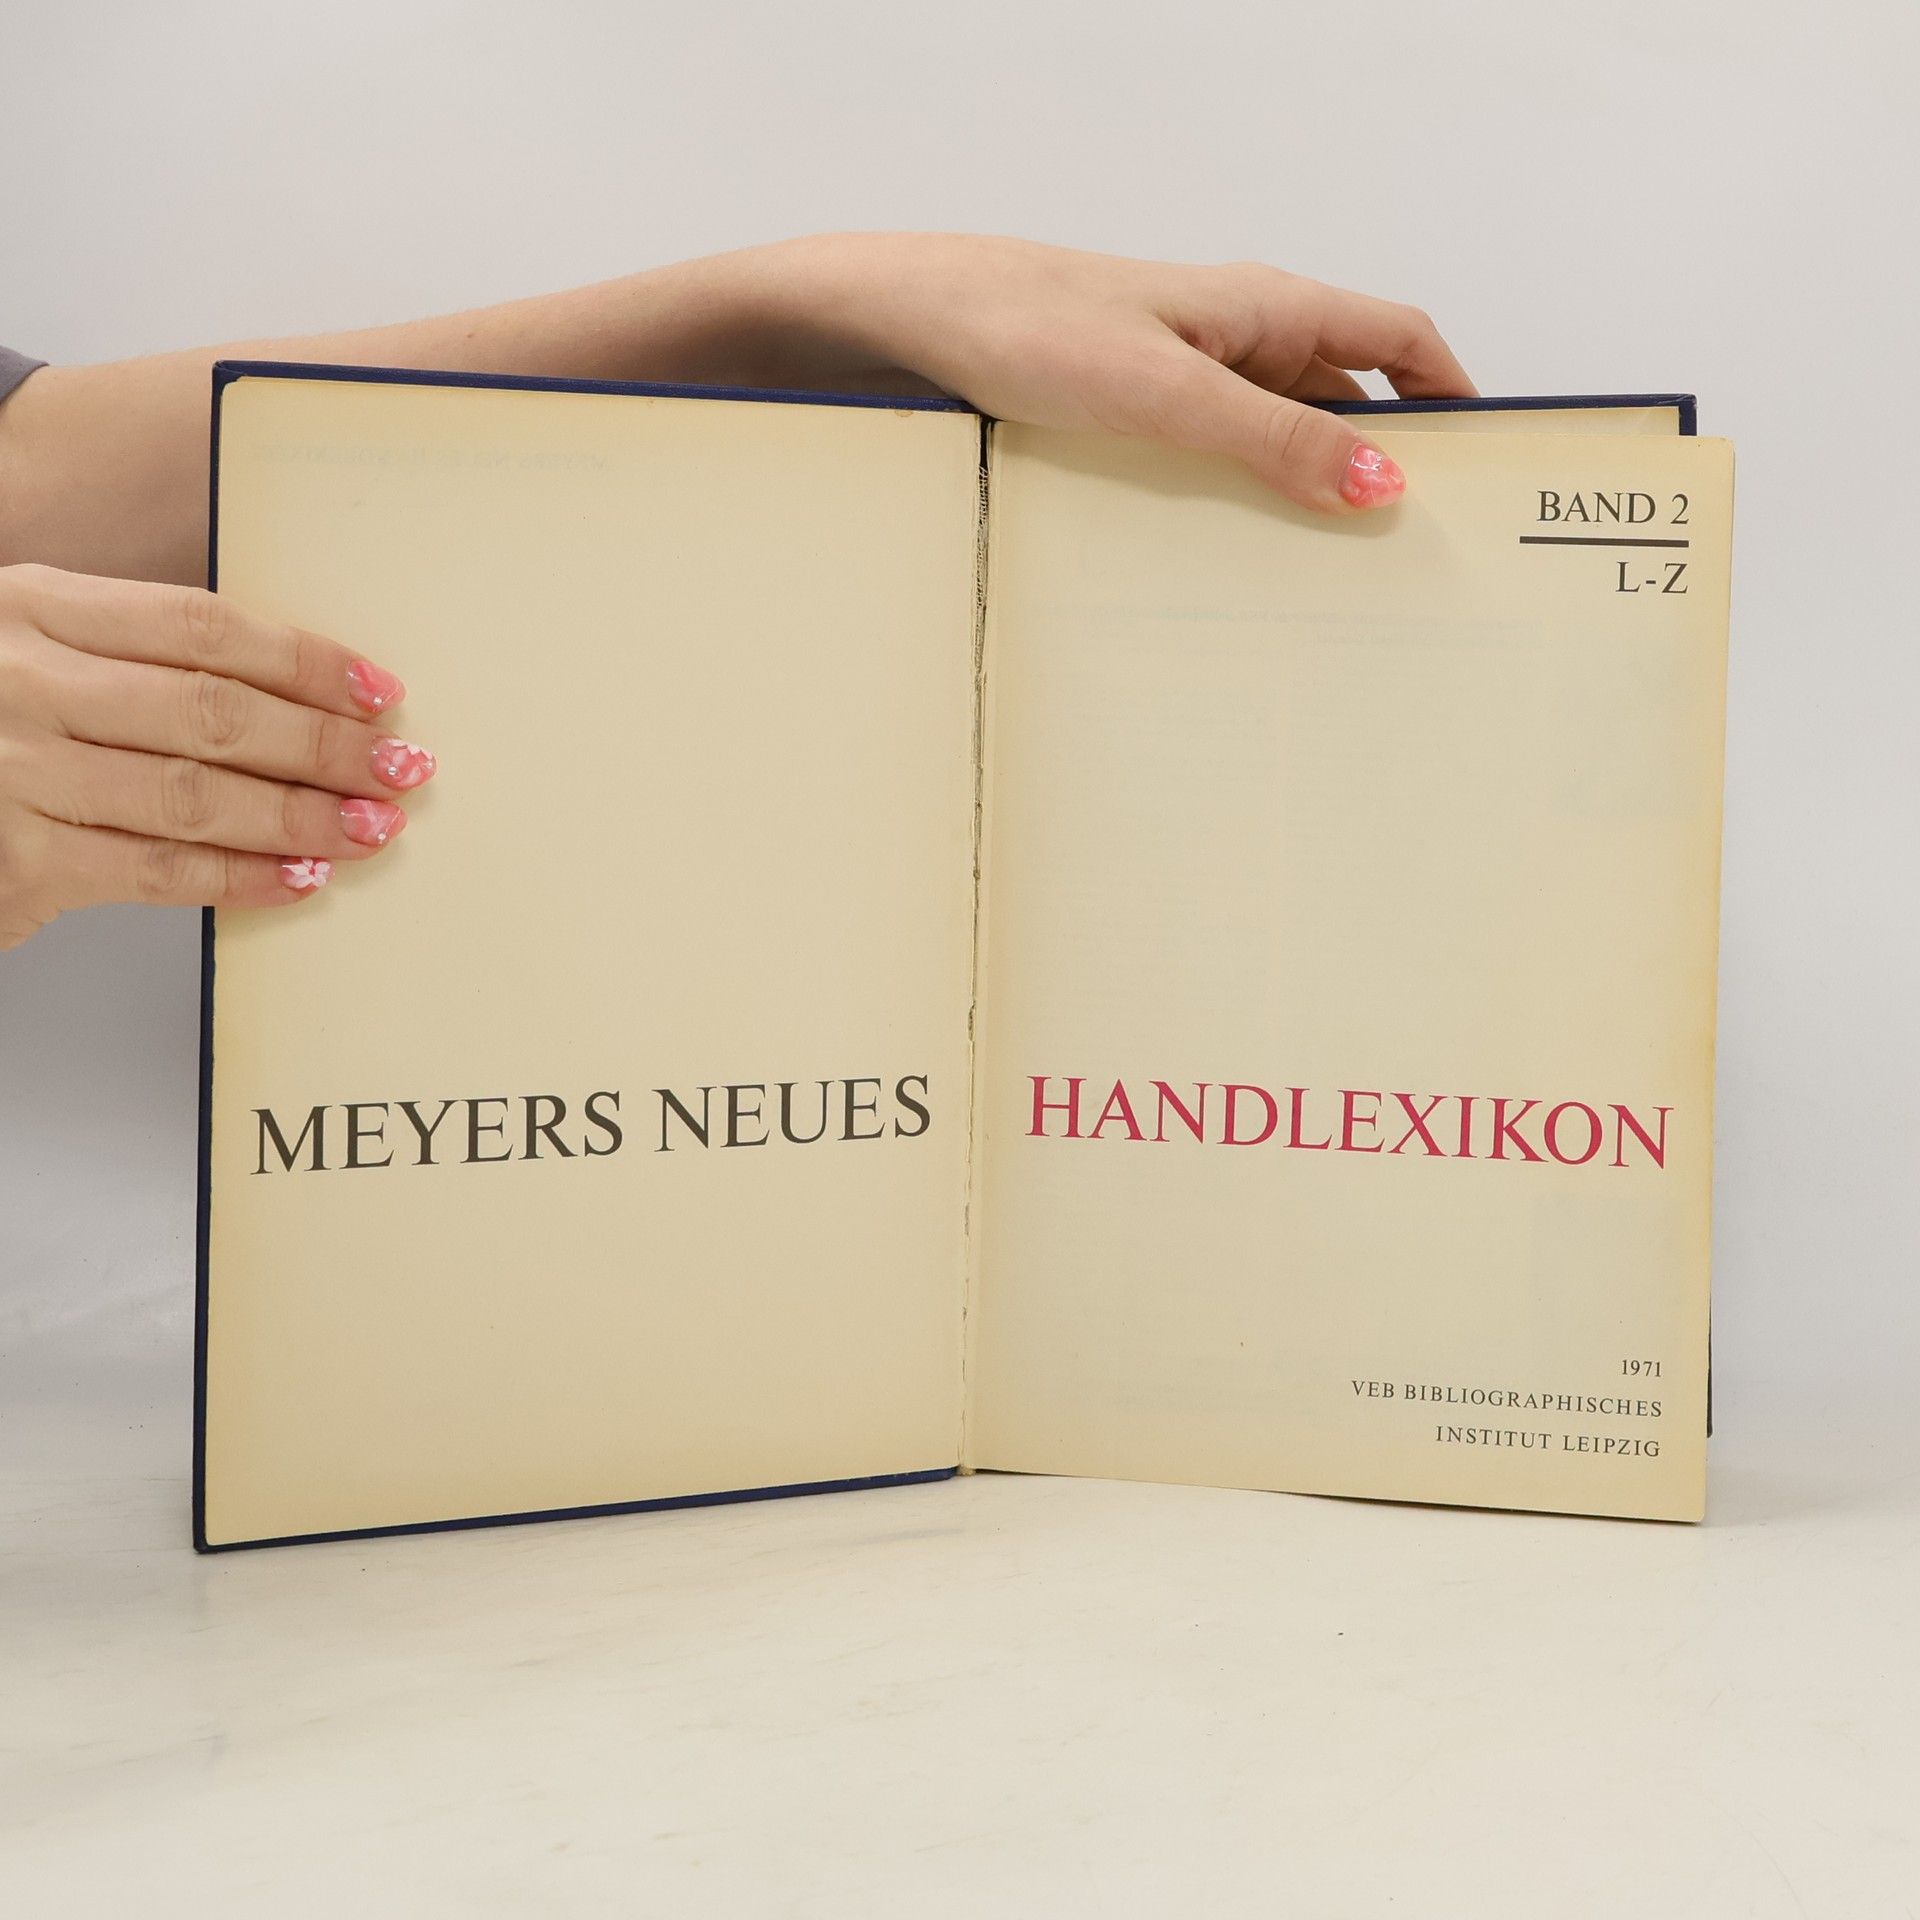 MEYERS NEUES
BAND 2
L-Z
HANDLEXIKON
1971
VEB BIBLIOGRAPHISCHES
INSTITUT LEIPZIG